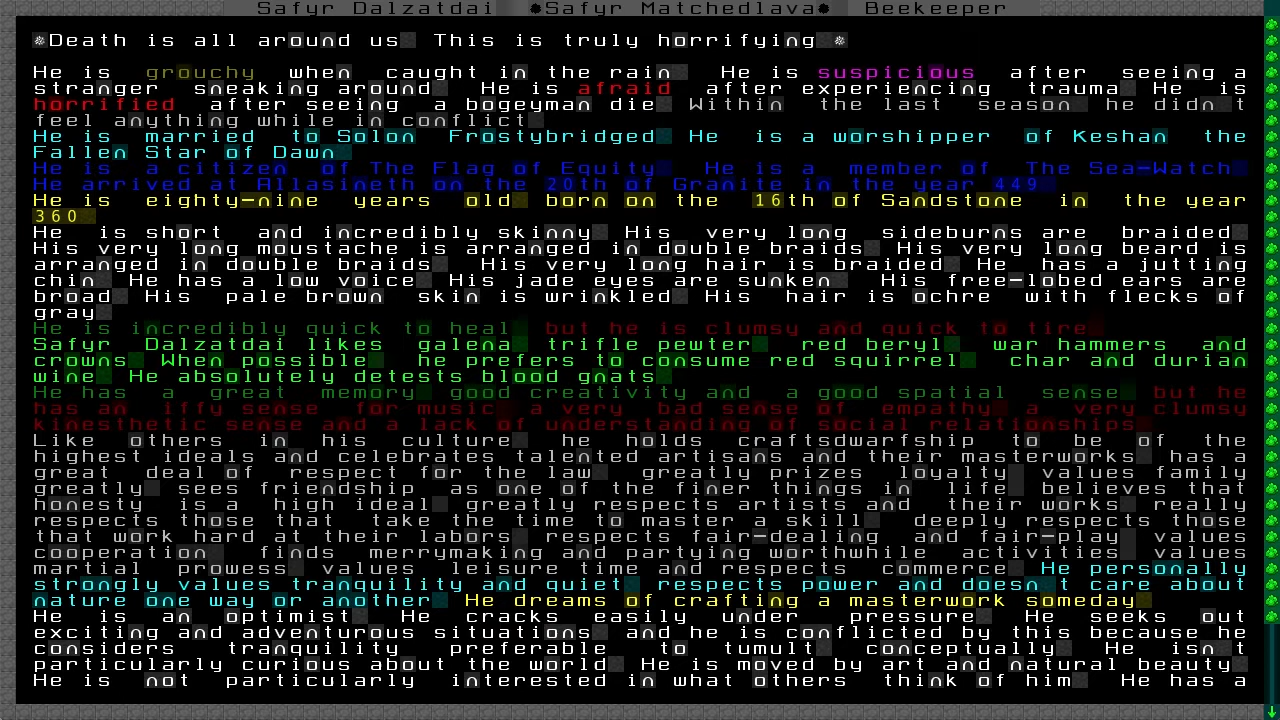 Safyr Dalzatdai ☼Safyr Matchedlava☼ Beekeeper
☼Death is all around us. This is truly horrifying.☼
He is grouchy when caught in the rain. He is suspicious after seeing a
stranger sneaking around. He is afraid after experiencing trauma. He is
horrified after seeing a bogeyman die. Within the last season, he didn't
feel anything while in conflict.
He is married to Solon Frostybridged. He is a worshipper of Keshan the
Fallen Star of Dawn.
He is a citizen of The Flag of Equity. He is a member of The Sea-Watch.
He arrived at Allasineth on the 20th of Granite in the year 449.
He is eighty-nine years old, born on the 16th of Sandstone in the year
360.
He is short and incredibly skinny. His very long sideburns are braided.
His very long moustache is arranged in double braids. His very long beard is
arranged in double braids. His very long hair is braided. He has a jutting
chin. He has a low voice. His jade eyes are sunken. His free-lobed ears are
broad. His pale brown skin is wrinkled. His hair is ochre with flecks of
gray.
He is incredibly quick to heal, but he is clumsy and quick to tire.
Safyr Dalzatdai likes galena, trifle pewter, red beryl, war hammers and
crowns. When possible, he prefers to consume red squirrel, char and durian
wine. He absolutely detests blood gnats.
He has a great memory, good creativity and a good spatial sense, but he
has an iffy sense for music, a very bad sense of empathy, a very clumsy
kinesthetic sense and a lack of understanding of social relationships.
Like others in his culture, he holds craftsdwarfship to be of the
highest ideals and celebrates talented artisans and their masterworks, has a
great deal of respect for the law, greatly prizes loyalty, values family
greatly, sees friendship as one of the finer things in life, believes that
honesty is a high ideal, greatly respects artists and their works, really
respects those that take the time to master a skill, deeply respects those
that work hard at their labors, respects fair-dealing and fair-play, values
cooperation, finds merrymaking and partying worthwhile activities, values
martial prowess, values leisure time and respects commerce. He personally
strongly values tranquility and quiet, respects power and doesn't care about
nature one way or another. He dreams of crafting a masterwork someday.
He is an optimist. He cracks easily under pressure. He seeks out
exciting and adventurous situations, and he is conflicted by this because he
considers tranquility preferable to tumult conceptually. He isn't
particularly curious about the world. He is moved by art and natural beauty.
He is not particularly interested in what others think of him. He has a